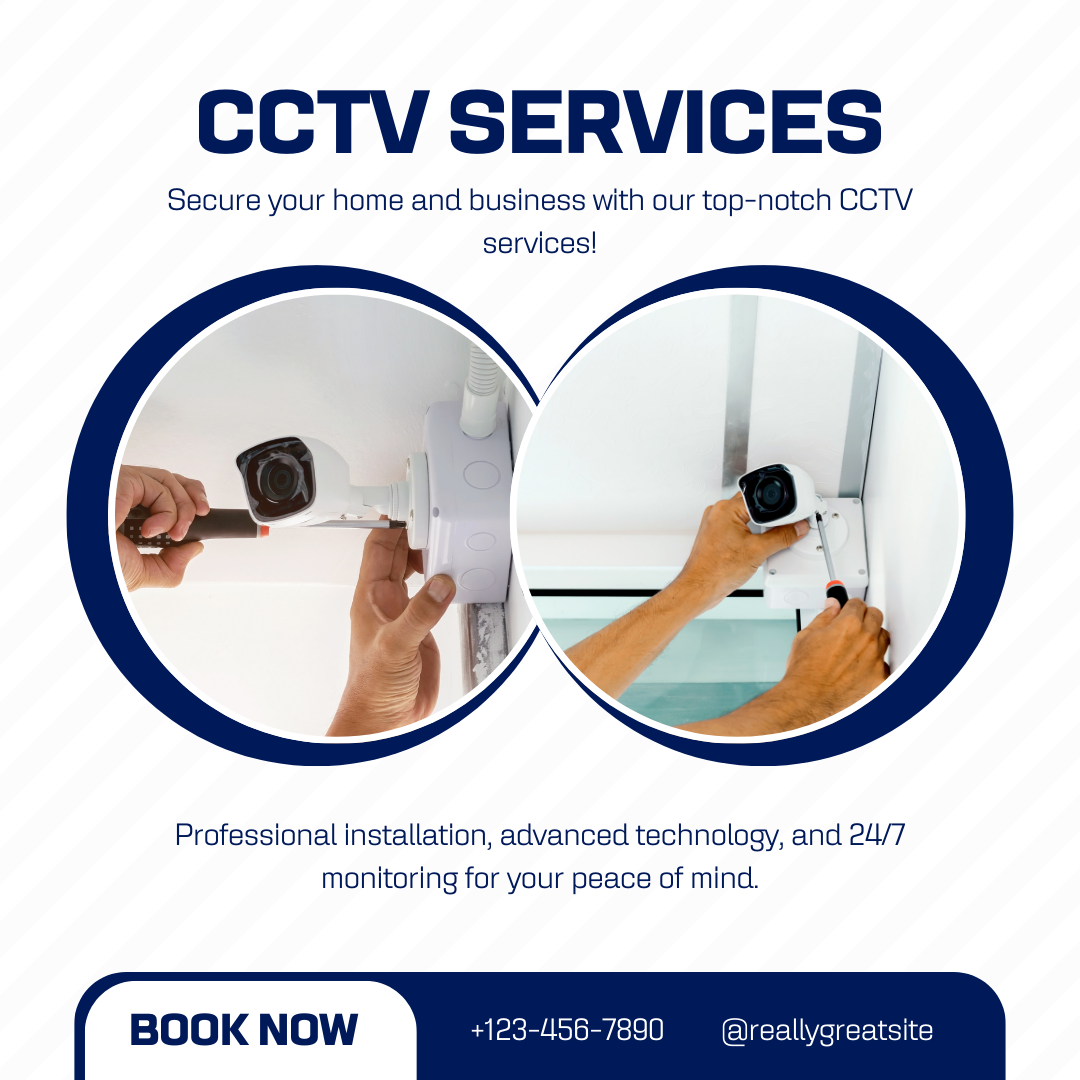 CCTV SERVICES
Secure your home and business with our top-notch CCTV
services!
Professional installation, advanced technology, and 24/7
monitoring for your peace of mind.
BOOK NOW
+123-456-7890
@reallygreatsite